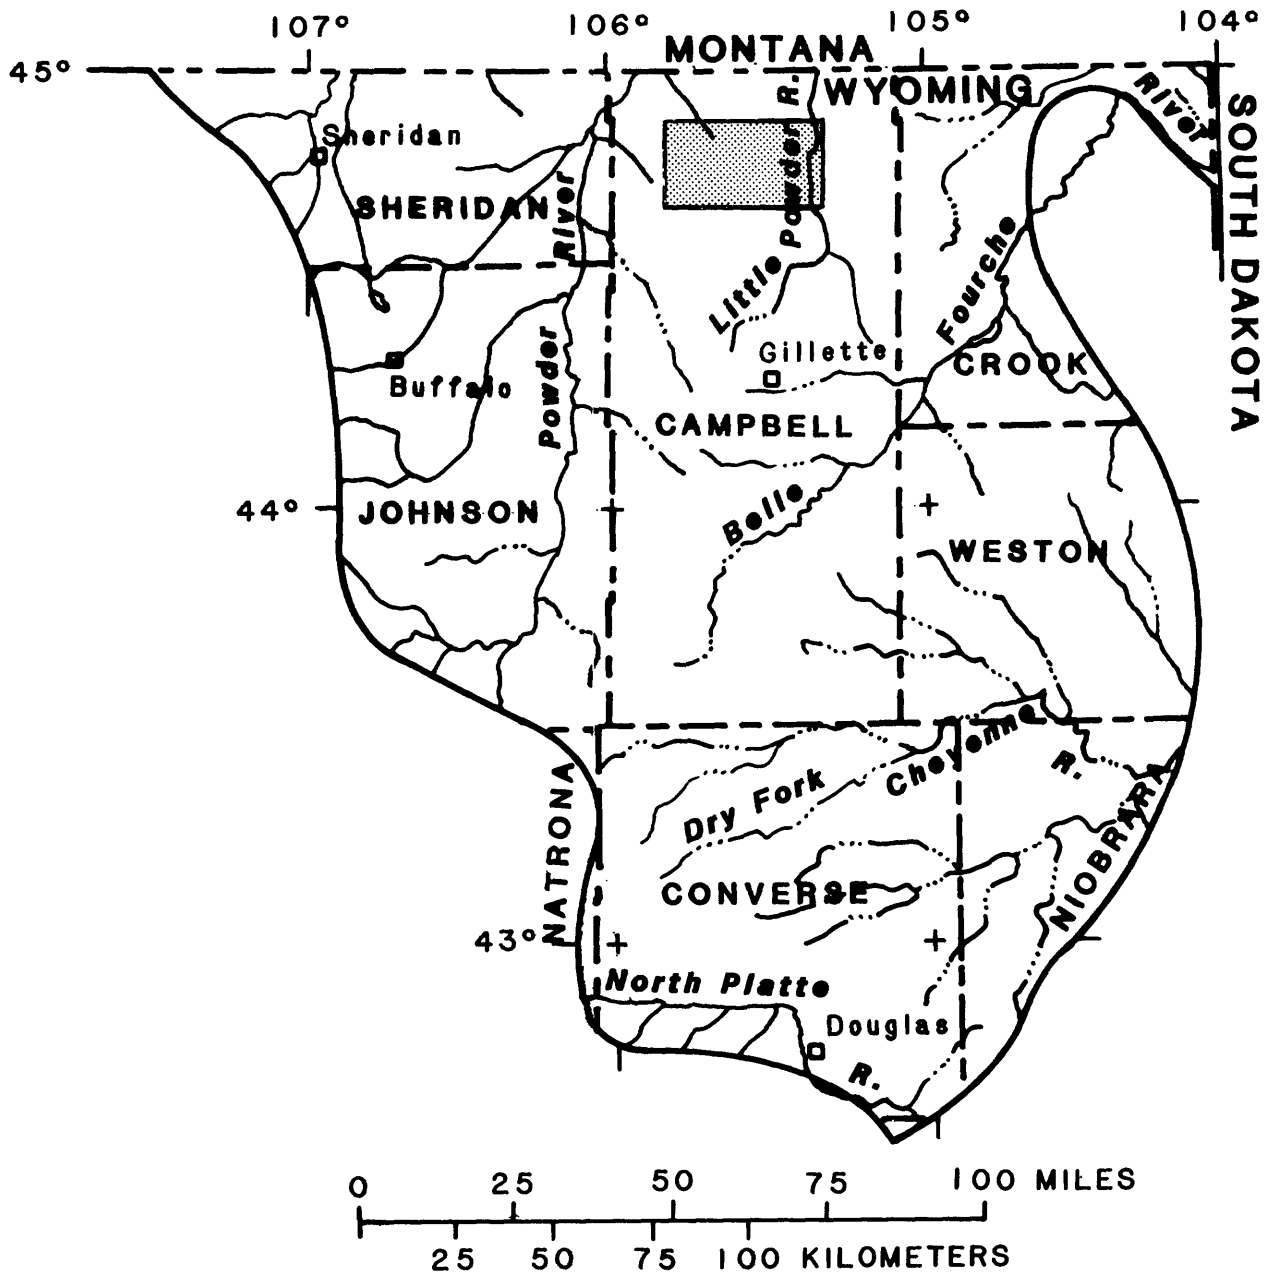 107° 106° 105° 104°
45°
MONTANA
WYOMING
SOUTH DAKOTA
River
Sheridan
SHERIDAN
Little Powder R.
Powder River
Belle Fourche
Gillette
Buffalo
CROOK
CAMPBELL
44°
JOHNSON
WESTON
Cheyenne R.
Dry Fork
NATRONA
CONVERSE
NIOBRARA
43°
North Platte R.
Douglas
0 25 50 75 100 MILES
25 50 75 100 KILOMETERS